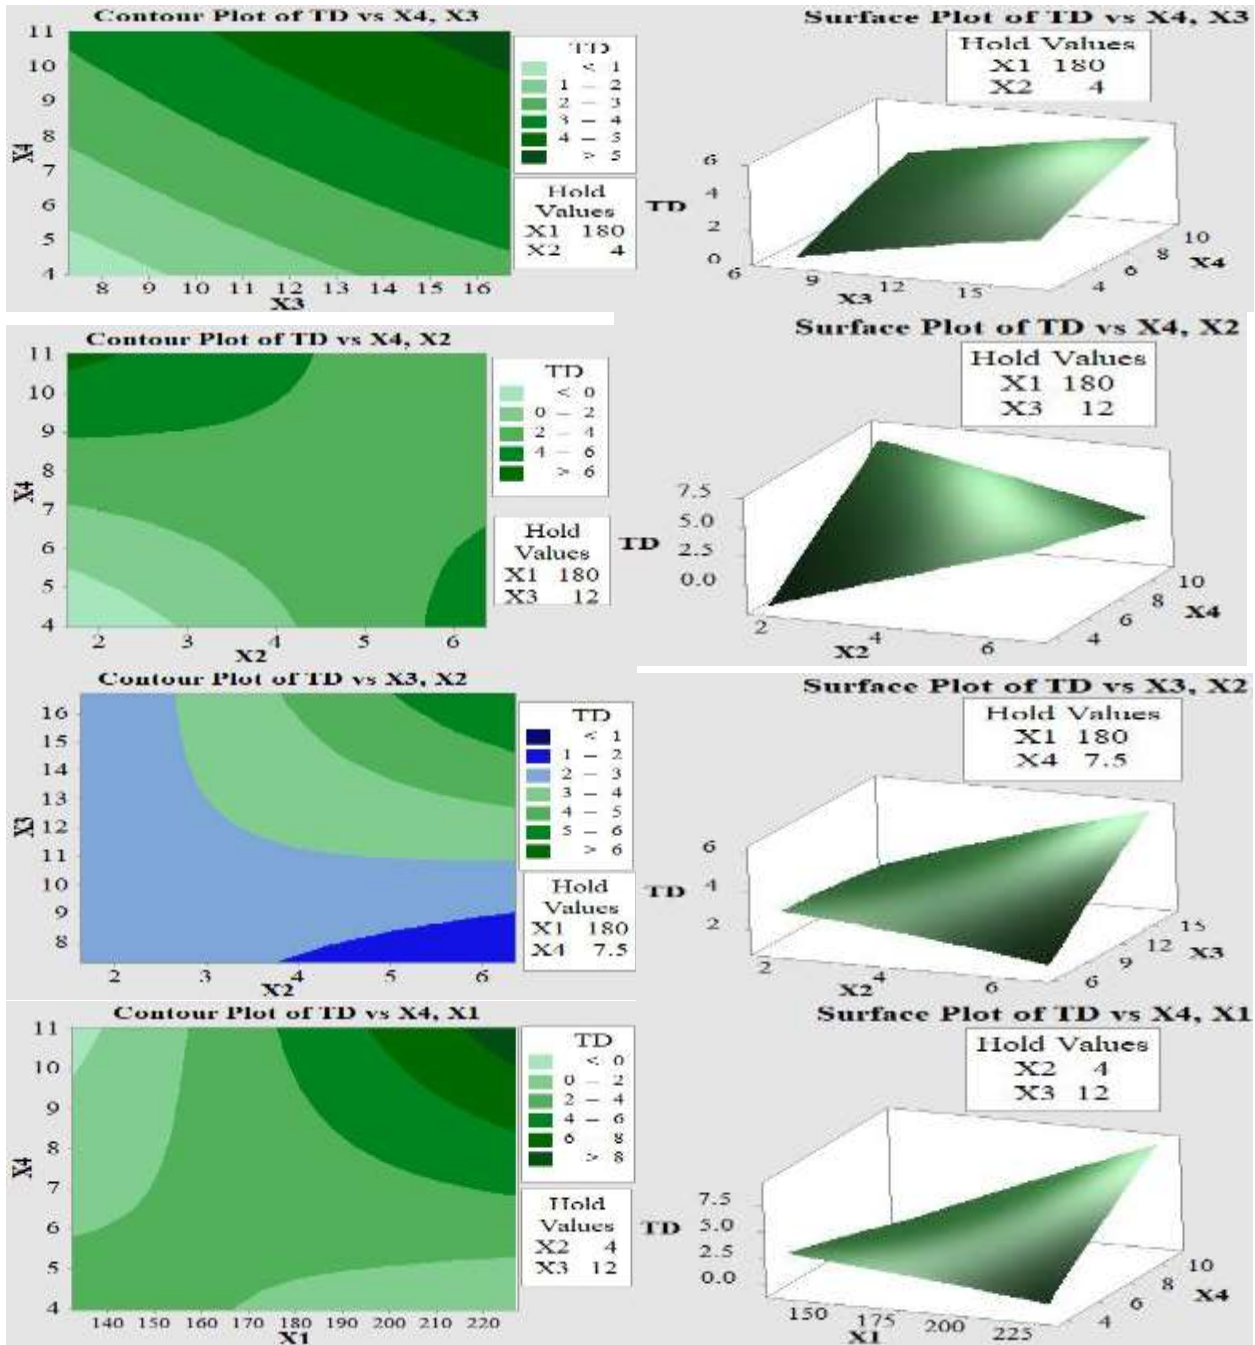 Contour Plot of TD vs X4, X3
11
10
9
8
7
6
5
4
X4
8 9 10 11 12 13 14 15 16
X3
TD
< 1
1 – 2
2 – 3
3 – 4
4 – 5
> 5
Hold
Values
X1 180
X2 4
Surface Plot of TD vs X4, X3
Hold Values
X1 180
X2 4
6
4
2
0
TD
6 9 12 15
X3
4 6 8 10
X4
Contour Plot of TD vs X4, X2
11
10
9
8
7
6
5
4
X4
2 3 4 5 6
X2
TD
< 0
0 – 2
2 – 4
4 – 6
> 6
Hold
Values
X1 180
X3 12
Surface Plot of TD vs X4, X2
Hold Values
X1 180
X3 12
7.5
5.0
2.5
0.0
TD
2 4 6
X2
4 6 8 10
X4
Contour Plot of TD vs X3, X2
16
15
14
13
12
11
10
9
8
X3
2 3 4 5 6
X2
TD
< 1
1 – 2
2 – 3
3 – 4
4 – 5
5 – 6
> 6
Hold
Values
X1 180
X4 7.5
Surface Plot of TD vs X3, X2
Hold Values
X1 180
X4 7.5
6
4
2
TD
2 4 6
X2
6 9 12 15
X3
Contour Plot of TD vs X4, X1
11
10
9
8
7
6
5
4
X4
140 150 160 170 180 190 200 210 220
X1
TD
< 0
0 – 2
2 – 4
4 – 6
6 8
> 8
Hold
Values
X2 4
X3 12
Surface Plot of TD vs X4, X1
Hold Values
X2 4
X3 12
7.5
5.0
2.5
0.0
TD
150 175 200 225
X1
4 6 8 10
X4